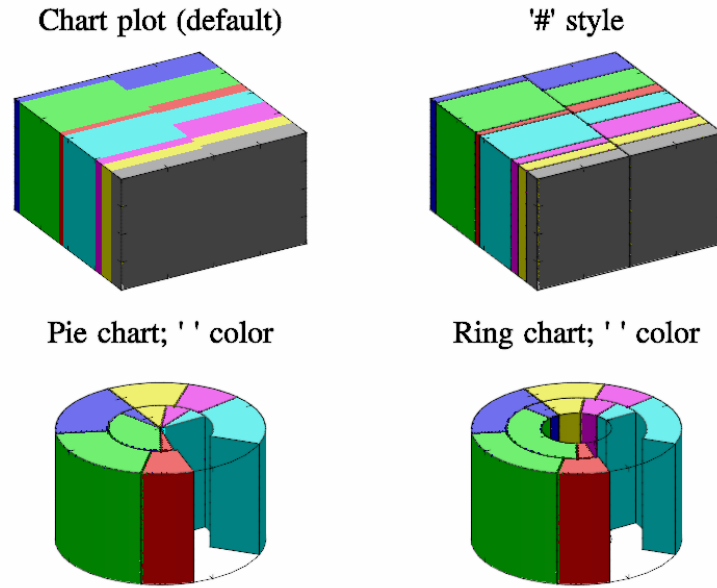 Chart plot (default)
'#' style
Pie chart; ' ' color
Ring chart; ' ' color